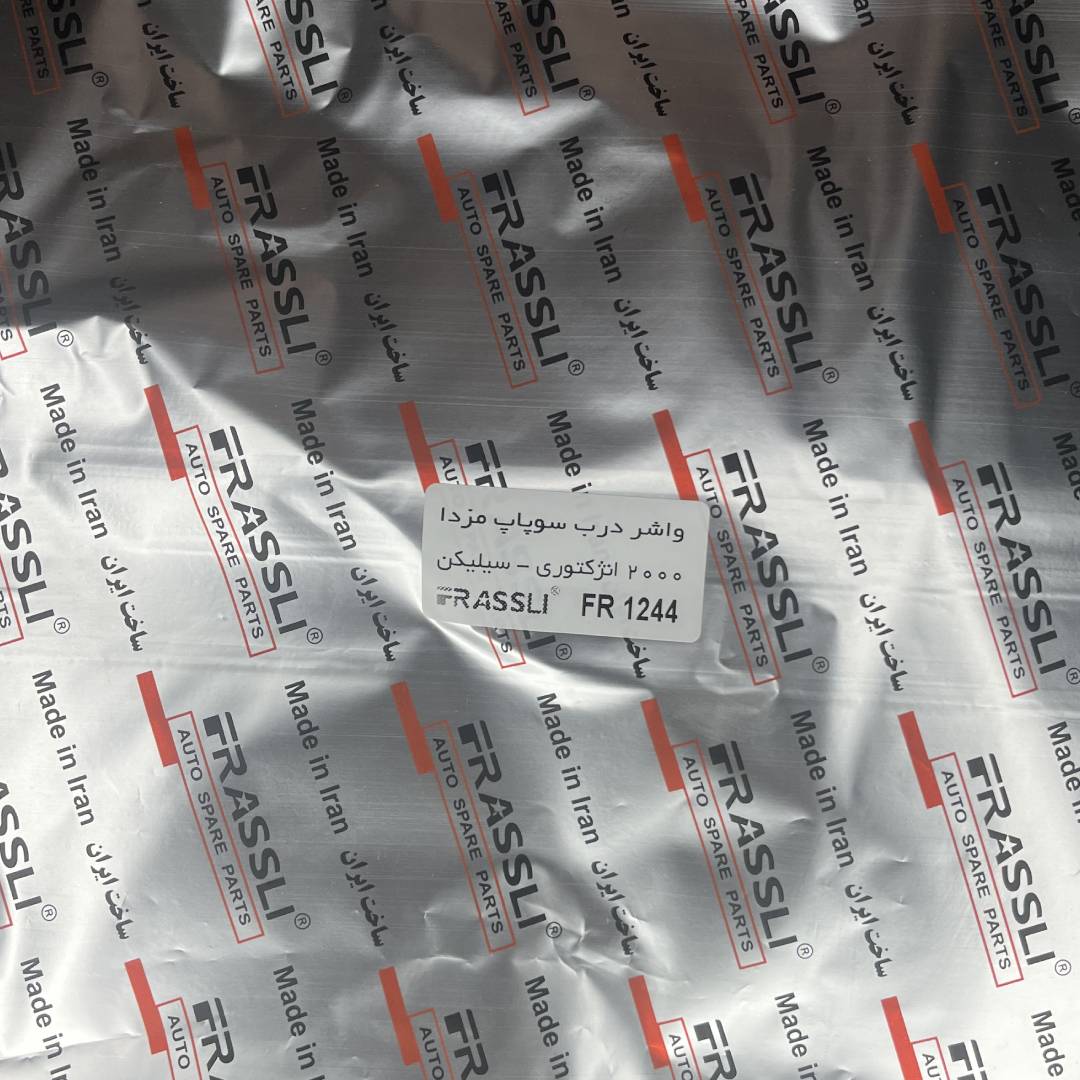 واشر درب سوپاپ مزدا
۲۰۰۰ انژکتوری - سیلیکن
FRASSLI® FR 1244
FRASSLI®
AUTO SPARE PARTS
Made in Iran ساخت ایران